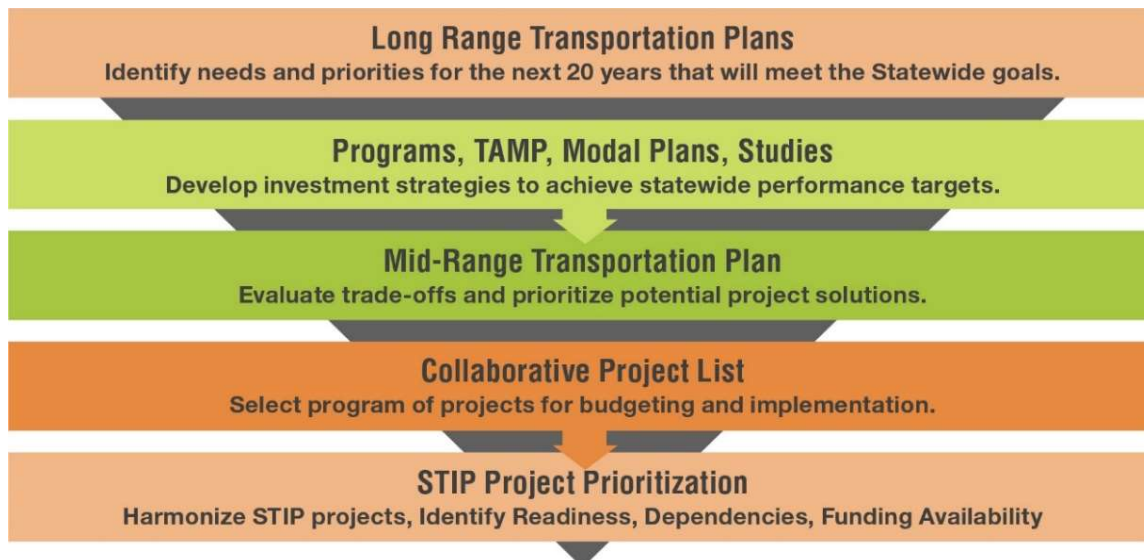 Long Range Transportation Plans
Identify needs and priorities for the next 20 years that will meet the Statewide goals.
Programs, TAMP, Modal Plans, Studies
Develop investment strategies to achieve statewide performance targets.
Mid-Range Transportation Plan
Evaluate trade-offs and prioritize potential project solutions.
Collaborative Project List
Select program of projects for budgeting and implementation.
STIP Project Prioritization
Harmonize STIP projects, Identify Readiness, Dependencies, Funding Availability